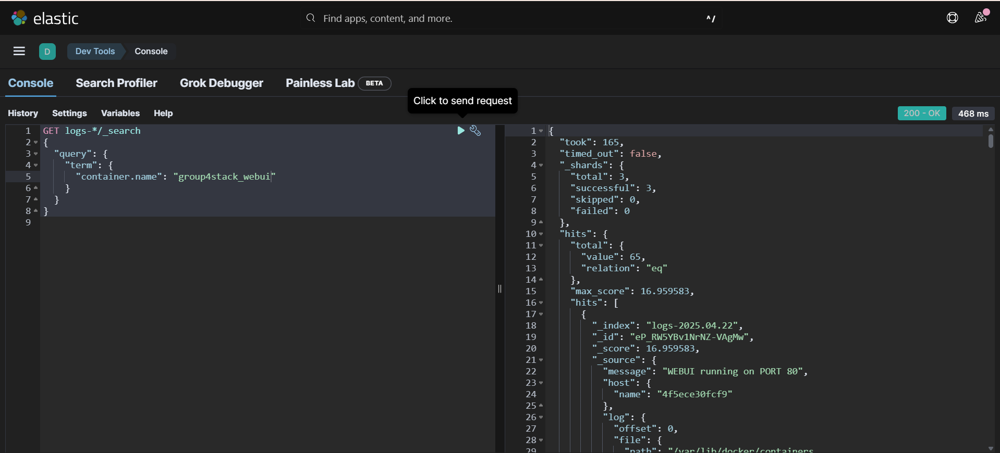 elastic
Find apps, content, and more.
^/
D
Dev Tools
Console
Console
Search Profiler
Grok Debugger
Painless Lab
BETA
Click to send request
History
Settings
Variables
Help
200 - OK
468 ms
1 GET logs-*/_search
2 {
3 "query": {
4 "term": {
5 "container.name": "group4stack_webui"
6 }
7 }
8 }
9
1 {
2 "took": 165,
3 "timed_out": false,
4 "_shards": {
5 "total": 3,
6 "successful": 3,
7 "skipped": 0,
8 "failed": 0
9 },
10 "hits": {
11 "total": {
12 "value": 65,
13 "relation": "eq"
14 },
15 "max_score": 16.959583,
16 "hits": [
17 {
18 "_index": "logs-2025.04.22",
19 "_id": "eP_RW5YBv1NrNZ-VAgMw",
20 "_score": 16.959583,
21 "_source": {
22 "message": "WEBUI running on PORT 80",
23 "host": {
24 "name": "4f5ece30fcf9"
25 },
26 "log": {
27 "offset": 0,
28 "file": {
29 "path": "/var/lib/docker/containers